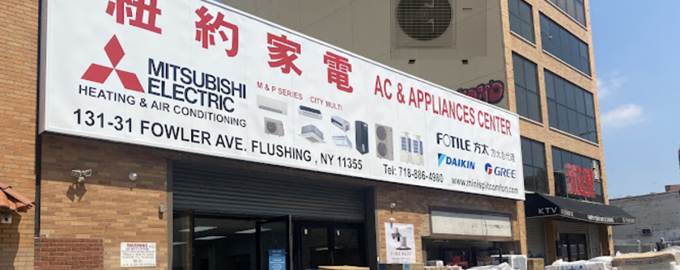 紐約家電
AC & APPLIANCES CENTER
MITSUBISHI
ELECTRIC
HEATING & AIR CONDITIONING
M & P SERIES CITY MULTI
131-31 FOWLER AVE. FLUSHING , NY 11355
FOTILE 方太
DAIKIN
GREE
Tel: 718-886-4980
www.minisplitcomfort.com
KTV
WARNING